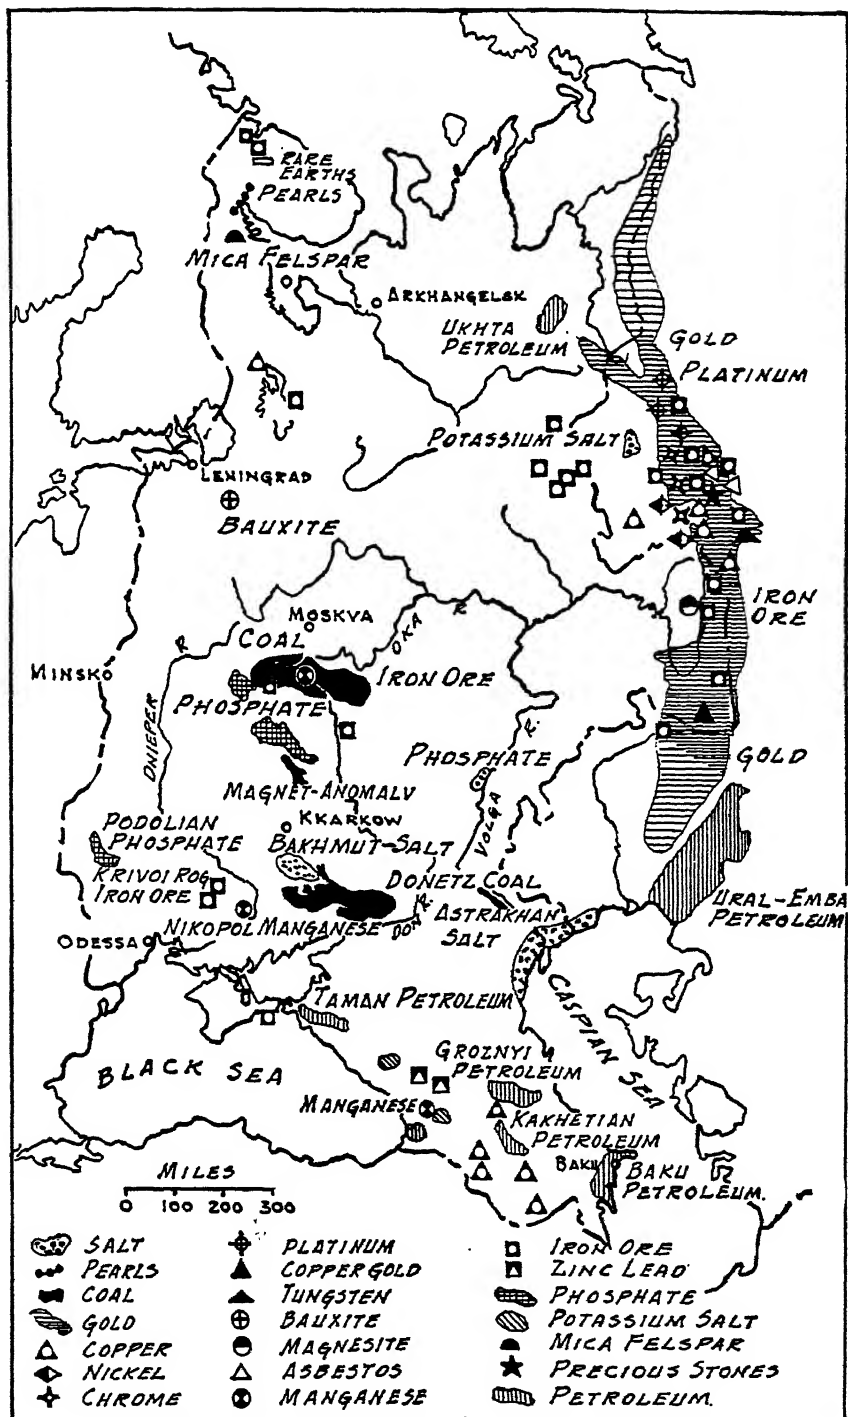 RARE
EARTHS
PEARLS
MICA FELSPAR
ARKHANGELSK
UKHTA
PETROLEUM
GOLD
PLATINUM
POTASSIUM SALT
LENINGRAD
BAUXITE
MOSKVA
OKA R.
IRON
ORE
COAL
R.
MINSK
IRON ORE
PHOSPHATE
DNIEPER
PHOSPHATE
R.
GOLD
MAGNET-ANOMALV
VOLGA
KKARKOW
PODOLIAN
PHOSPHATE
BAKHMUT-SALT
KRIVOI ROG
IRON ORE
DONETZ COAL
URAL-EMBA
PETROLEUM
ASTRAKHAN
SALT
NIKOPOL MANGANESE
DON R.
ODESSA
TAMAN PETROLEUM
CASPIAN SEA
BLACK SEA
GROZNYI
PETROLEUM
MANGANESE
KAKHETIAN
PETROLEUM
BAKU
BAKU
PETROLEUM.
MILES
0 100 200 300
SALT
PEARLS
COAL
GOLD
COPPER
NICKEL
CHROME
PLATINUM
COPPER GOLD
TUNGSTEN
BAUXITE
MAGNESITE
ASBESTOS
MANGANESE
IRON ORE
ZINC LEAD
PHOSPHATE
POTASSIUM SALT
MICA FELSPAR
PRECIOUS STONES
PETROLEUM.